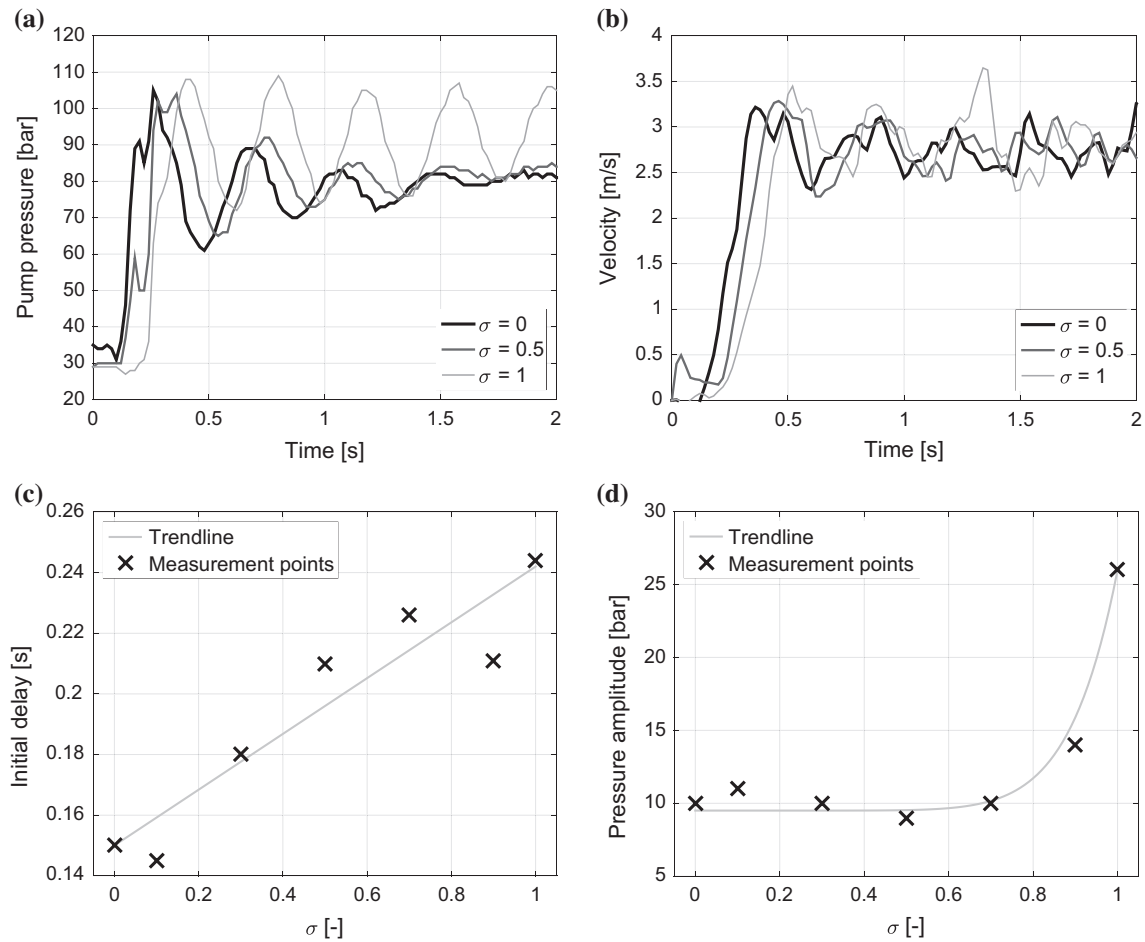 (a)
120
110
100
90
80
70
60
50
40
30
20
0
0.5
1
1.5
2
Pump pressure [bar]
Time [s]
σ = 0
σ = 0.5
σ = 1
(b)
4
3.5
3
2.5
2
1.5
1
0.5
0
0
0.5
1
1.5
2
Velocity [m/s]
Time [s]
σ = 0
σ = 0.5
σ = 1
(c)
0.26
0.24
0.22
0.2
0.18
0.16
0.14
0
0.2
0.4
0.6
0.8
1
Initial delay [s]
σ [-]
Trendline
Measurement points
(d)
30
25
20
15
10
5
0
0.2
0.4
0.6
0.8
1
Pressure amplitude [bar]
σ [-]
Trendline
Measurement points